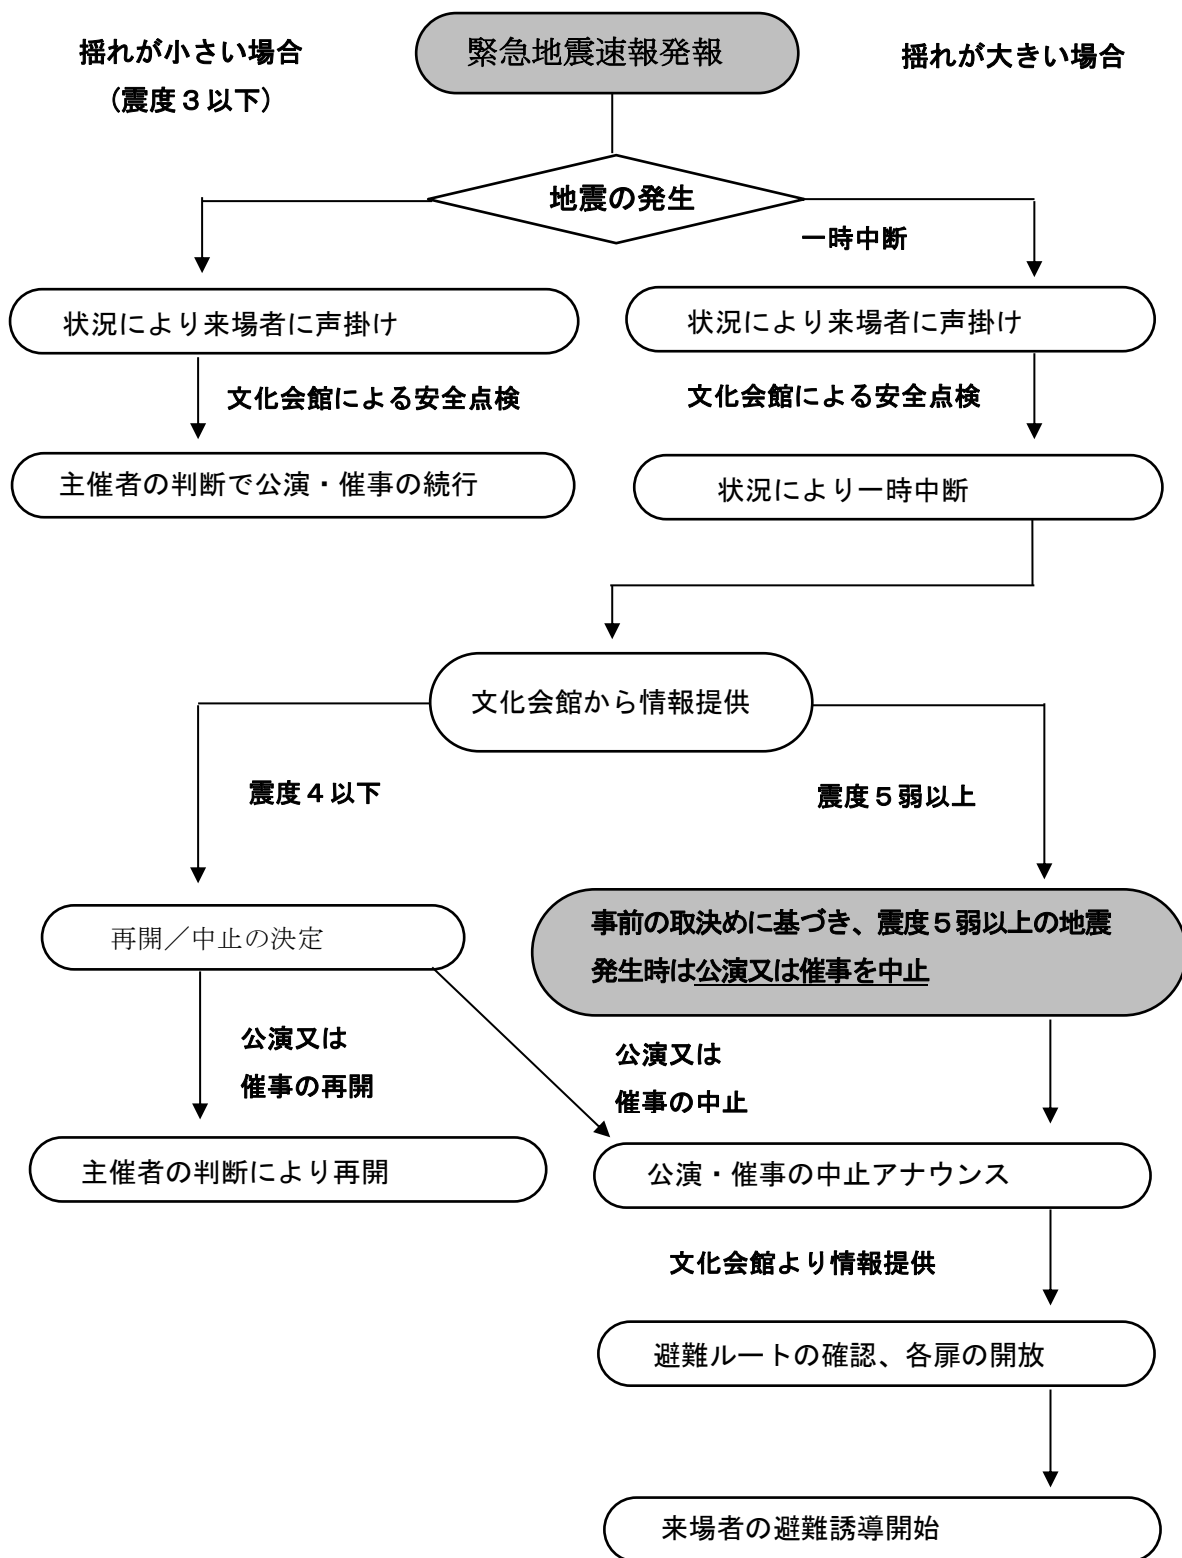 緊急地震速報発報
揺れが小さい場合
(震度３以下)
揺れが大きい場合
地震の発生
一時中断
状況により来場者に声掛け
状況により来場者に声掛け
文化会館による安全点検
文化会館による安全点検
主催者の判断で公演・催事の続行
状況により一時中断
文化会館から情報提供
震度４以下
震度５弱以上
再開／中止の決定
事前の取決めに基づき、震度５弱以上の地震
発生時は公演又は催事を中止
公演又は
催事の再開
公演又は
催事の中止
主催者の判断により再開
公演・催事の中止アナウンス
文化会館より情報提供
避難ルートの確認、各扉の開放
来場者の避難誘導開始